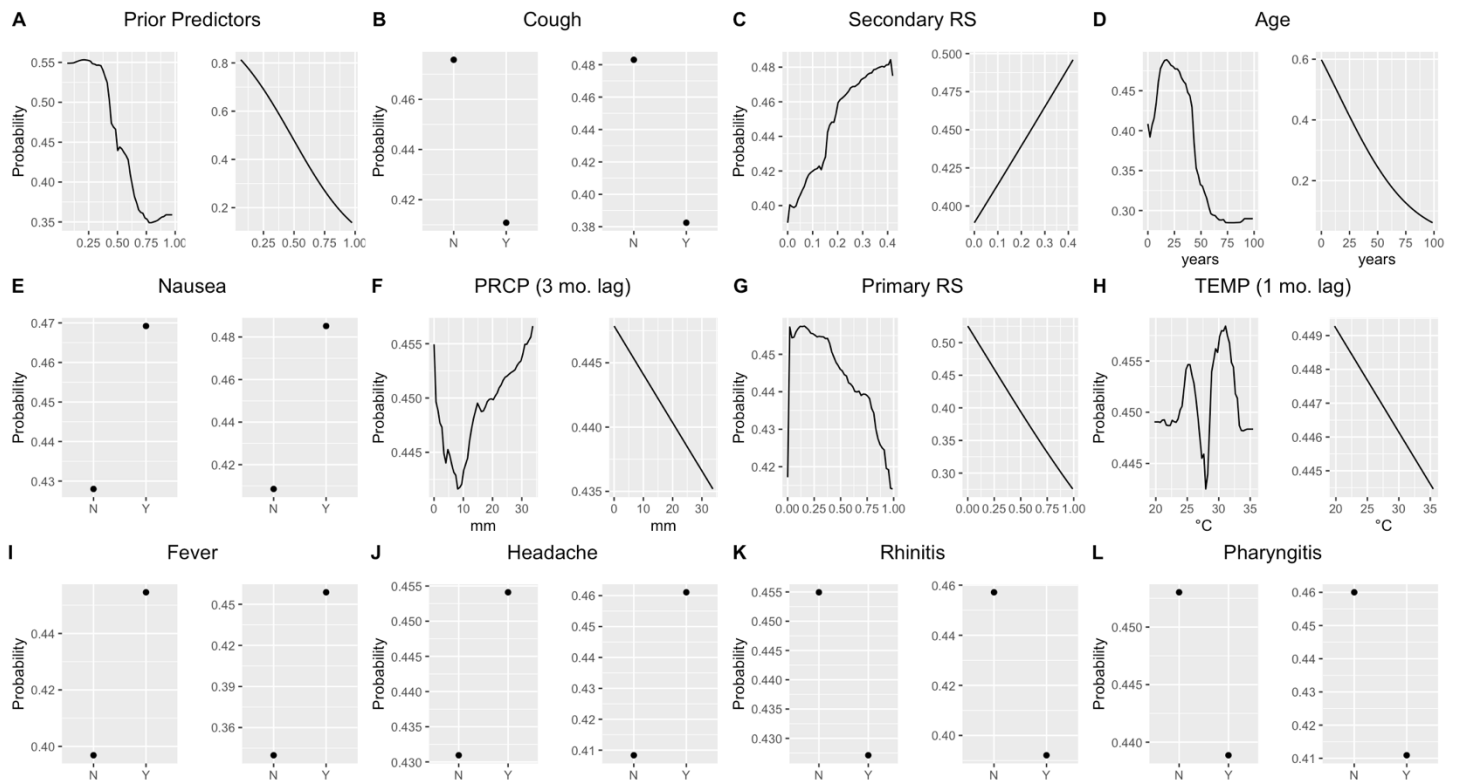 A Prior Predictors
Probability
0.55
0.50
0.45
0.40
0.35
0.25 0.50 0.75 1.00
0.8
0.6
0.4
0.2
0.25 0.50 0.75 1.00
B Cough
Probability
0.46
0.44
0.42
N Y
0.48
0.46
0.44
0.42
0.40
0.38
N Y
C Secondary RS
Probability
0.48
0.46
0.44
0.42
0.40
0.0 0.1 0.2 0.3 0.4
0.500
0.475
0.450
0.425
0.400
0.0 0.1 0.2 0.3 0.4
D Age
Probability
0.45
0.40
0.35
0.30
0 25 50 75 100
years
0.6
0.4
0.2
0 25 50 75 100
years
E Nausea
Probability
0.47
0.46
0.45
0.44
0.43
N Y
0.48
0.46
0.44
0.42
N Y
F PRCP (3 mo. lag)
Probability
0.455
0.450
0.445
0 10 20 30
mm
0.445
0.440
0.435
0 10 20 30
mm
G Primary RS
Probability
0.45
0.44
0.43
0.42
0.00 0.25 0.50 0.75 1.00
0.50
0.45
0.40
0.35
0.30
0.00 0.25 0.50 0.75 1.00
H TEMP (1 mo. lag)
Probability
0.455
0.450
0.445
20 25 30 35
°C
0.449
0.448
0.447
0.446
0.445
20 25 30 35
°C
I Fever
Probability
0.44
0.42
0.40
N Y
0.45
0.42
0.39
0.36
N Y
J Headache
Probability
0.455
0.450
0.445
0.440
0.435
0.430
N Y
0.46
0.45
0.44
0.43
0.42
0.41
N Y
K Rhinitis
Probability
0.455
0.450
0.445
0.440
0.435
0.430
N Y
0.46
0.44
0.42
0.40
N Y
L Pharyngitis
Probability
0.450
0.445
0.440
N Y
0.46
0.45
0.44
0.43
0.42
0.41
N Y